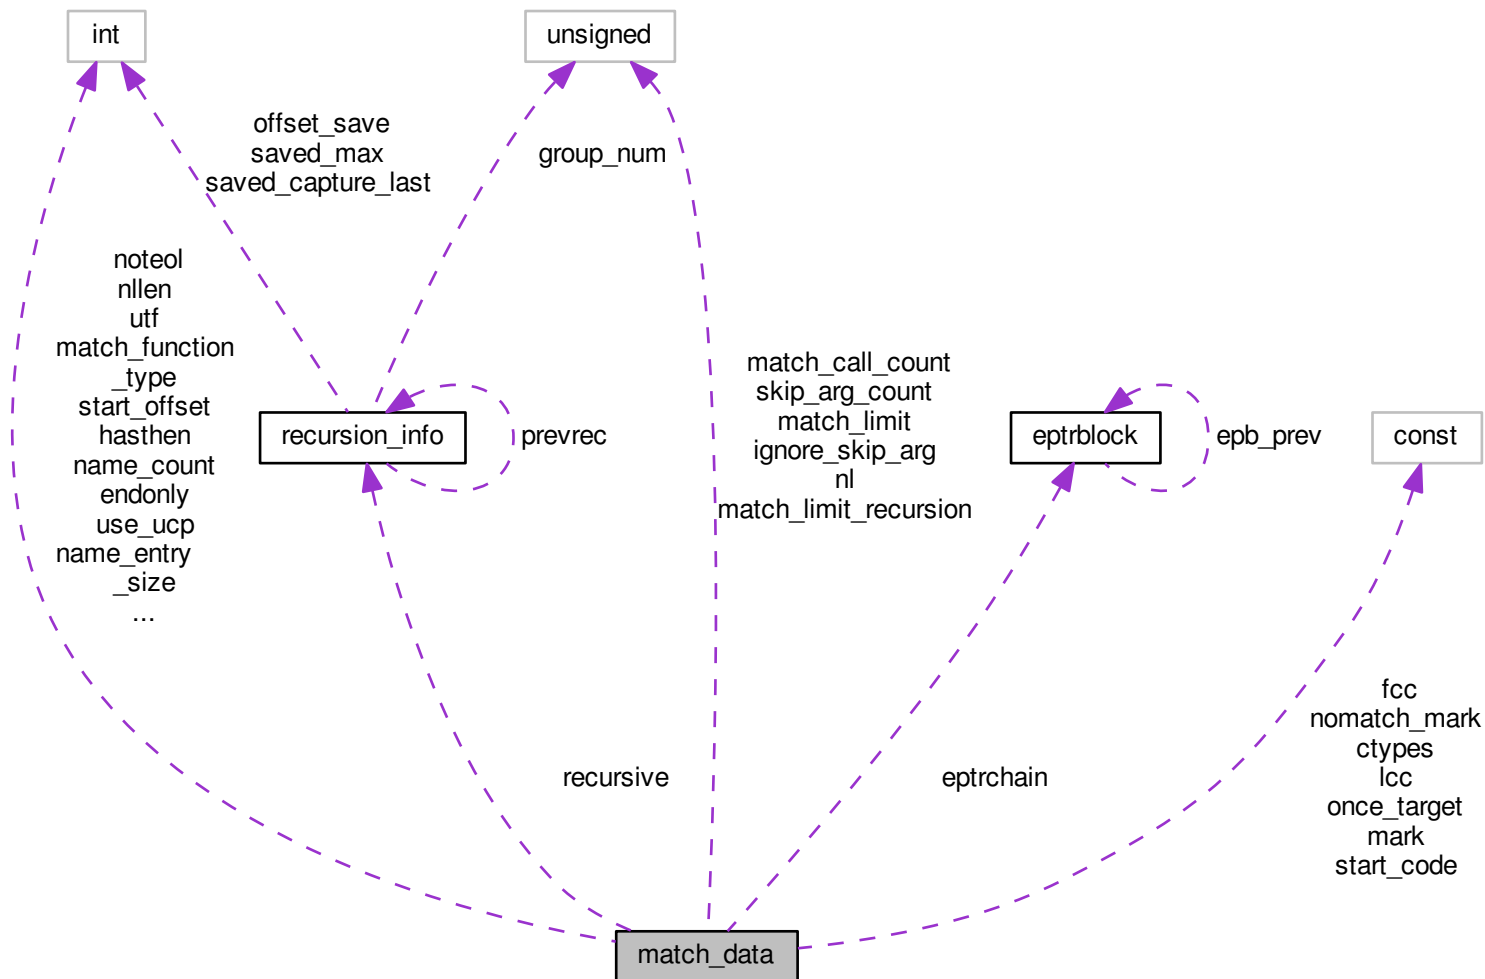 int
unsigned
offset_save
saved_max
saved_capture_last
group_num
noteol
nllen
utf
match_function
_type
start_offset
hasthen
name_count
endonly
use_ucp
name_entry
_size
...
recursion_info
prevrec
match_call_count
skip_arg_count
match_limit
ignore_skip_arg
nl
match_limit_recursion
eptrblock
epb_prev
const
recursive
eptrchain
fcc
nomatch_mark
ctypes
lcc
once_target
mark
start_code
match_data